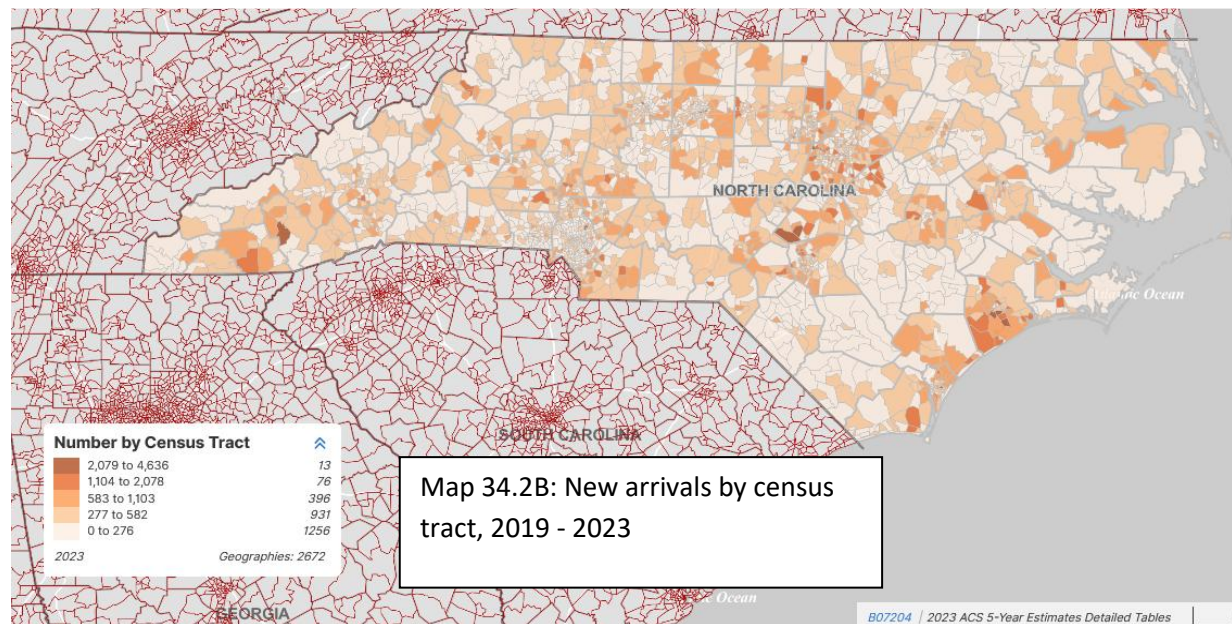 NORTH CAROLINA
Ocean
SOUTH CAROLINA
Number by Census Tract
2,079 to 4,636 13
1,104 to 2,078 76
583 to 1,103 396
277 to 582 931
0 to 276 1256
2023 Geographies: 2672
Map 34.2B: New arrivals by census
tract, 2019 - 2023
Ocean
GEORGIA
B07204 | 2023 ACS 5-Year Estimates Detailed Tables